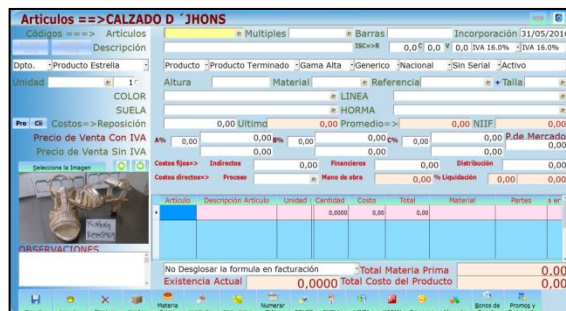 Articulos ==>CALZADO D ´JHONS
Códigos ===> Artículos Multiples Barras Incorporación 31/05/2016
Descripción ISC=>R 0,0 C 0,0 V 0,0 IVA 16.0% IVA 16.0%
Dpto. Producto Estrella Producto Producto Terminado Gama Alta Generico Nacional Sin Serial Activo
Unidad 1 Altura Material Referencia + Talla
COLOR LINEA
SUELA HORMA
Pro Cli Costos=>Reposición 0,00 Ultimo 0,00 Promedio=> 0,00 NIIF 0,00
Precio de Venta Con IVA A% 0,00 0,00 B% 0,00 0,00 C% 0,00 0,00 P.de Mercado
Precio de Venta Sin IVA 0,00 0,00 0,00 0,00
Seleccione la Imagen Costos fijos=> Indirectos 0,00 Financieros 0,00 Distribución 0,00
Costos directos=> Proceso Mano de obra 0,00 % Liquidación 0,00 0,00
Articulo Descripción Articulo Unidad Cantidad Costo Total Material Partes
0,0000 0,00 0,00
OBSERVACIONES
No Desglosar la formula en facturación Total Materia Prima 0,00
Existencia Actual 0,0000 Total Costo del Producto 0,00
Materia Numerar Bonos de Promos y